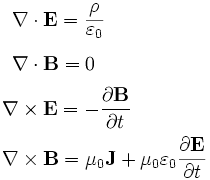 ∇ · 𝐄 = ρ/ε₀
∇ · 𝐁 = 0
∇ × 𝐄 = −∂𝐁/∂t
∇ × 𝐁 = μ₀𝐉 + μ₀ε₀ ∂𝐄/∂t